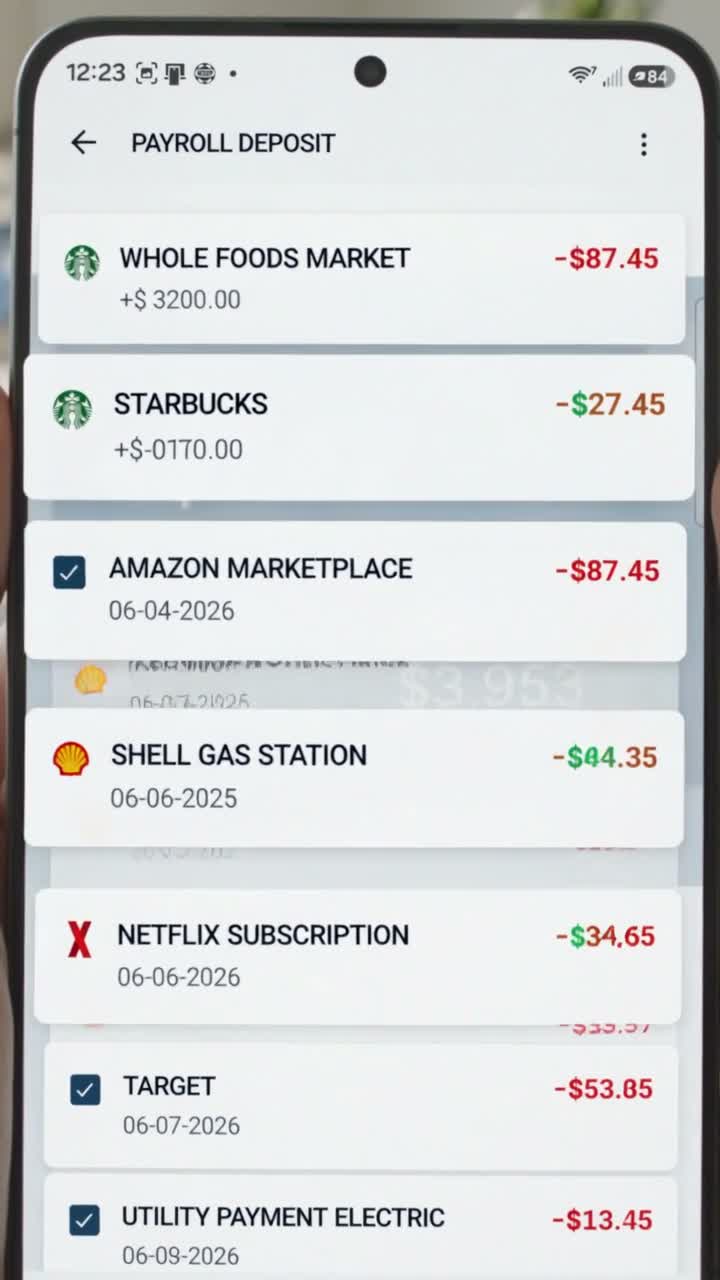 12:23
84
PAYROLL DEPOSIT
WHOLE FOODS MARKET
-$87.45
+$ 3200.00
STARBUCKS
-$27.45
+$-0170.00
AMAZON MARKETPLACE
-$87.45
06-04-2026
$3.953
SHELL GAS STATION
-$44.35
06-06-2025
NETFLIX SUBSCRIPTION
-$34,65
06-06-2026
TARGET
-$53.85
06-07-2026
UTILITY PAYMENT ELECTRIC
-$13.45
06-09-2026